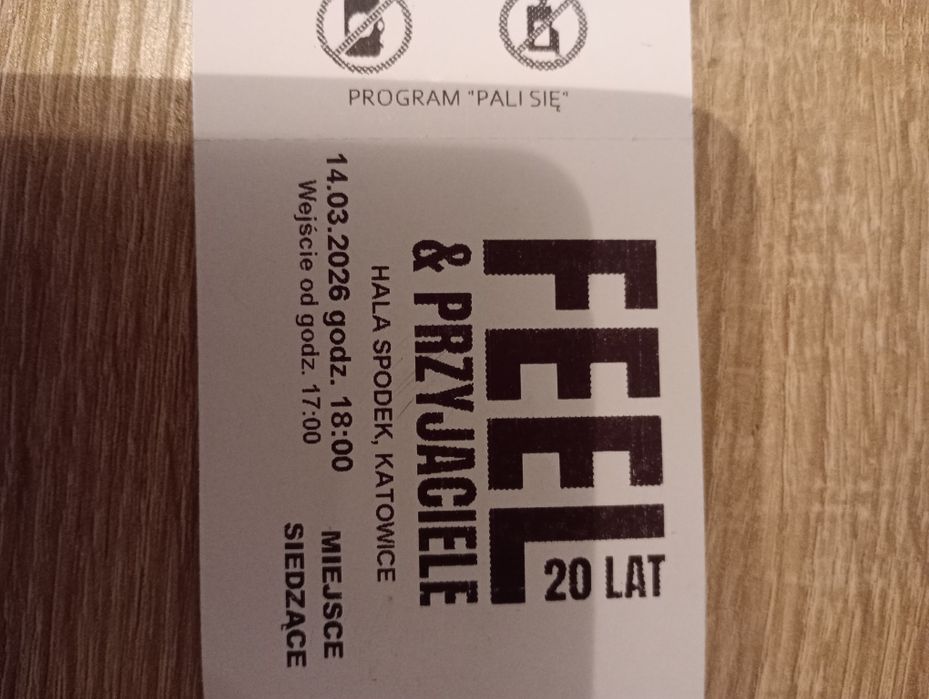 PROGRAM "PALI SIĘ"
FEEL
20 LAT
& PRZYJACIELE
HALA SPODEK, KATOWICE
14.03.2026 godz. 18:00
Wejście od godz. 17:00
MIEJSCE
SIEDZĄCE